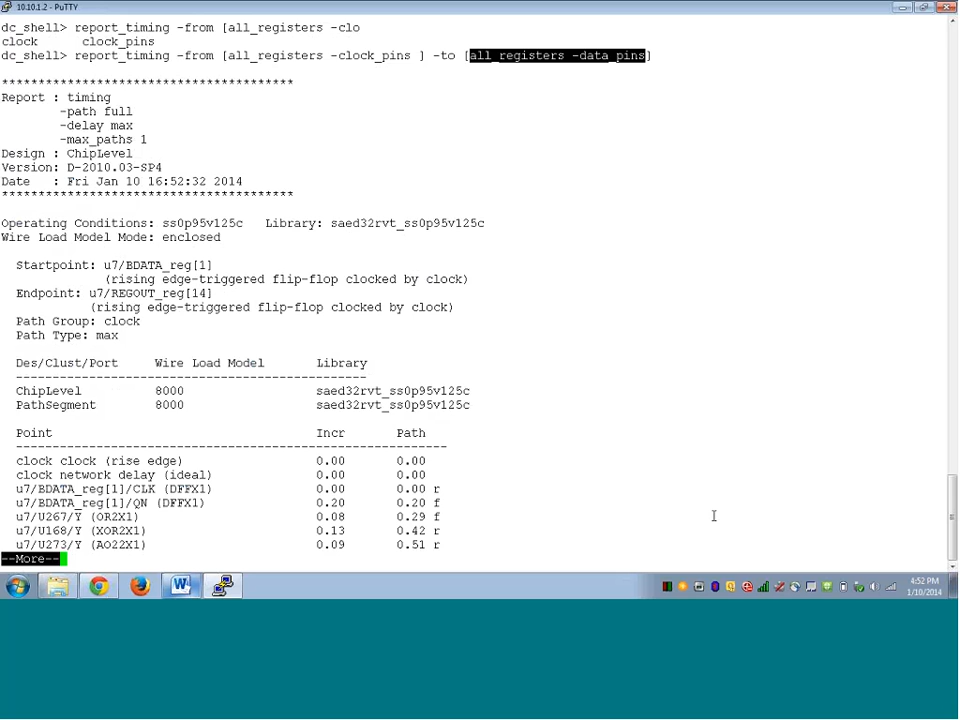 10.10.1.2 - PuTTY
dc_shell> report_timing -from [all_registers -clo
clock      clock_pins
dc_shell> report_timing -from [all_registers -clock_pins ] -to [all_registers -data_pins]
****************************************
Report : timing
        -path full
        -delay max
        -max_paths 1
Design : ChipLevel
Version: D-2010.03-SP4
Date   : Fri Jan 10 16:52:32 2014
****************************************
Operating Conditions: ss0p95v125c   Library: saed32rvt_ss0p95v125c
Wire Load Model Mode: enclosed
  Startpoint: u7/BDATA_reg[1]
              (rising edge-triggered flip-flop clocked by clock)
  Endpoint: u7/REGOUT_reg[14]
            (rising edge-triggered flip-flop clocked by clock)
  Path Group: clock
  Path Type: max
  Des/Clust/Port     Wire Load Model       Library
  ------------------------------------------------
  ChipLevel          8000                  saed32rvt_ss0p95v125c
  PathSegment        8000                  saed32rvt_ss0p95v125c
  Point                                    Incr       Path
  -----------------------------------------------------------
  clock clock (rise edge)                  0.00       0.00
  clock network delay (ideal)              0.00       0.00
  u7/BDATA_reg[1]/CLK (DFFX1)              0.00       0.00 r
  u7/BDATA_reg[1]/QN (DFFX1)               0.20       0.20 f
  u7/U267/Y (OR2X1)                        0.08       0.29 f
  u7/U168/Y (XOR2X1)                       0.13       0.42 r
  u7/U273/Y (AO22X1)                       0.09       0.51 r
--More--
4:52 PM
1/10/2014